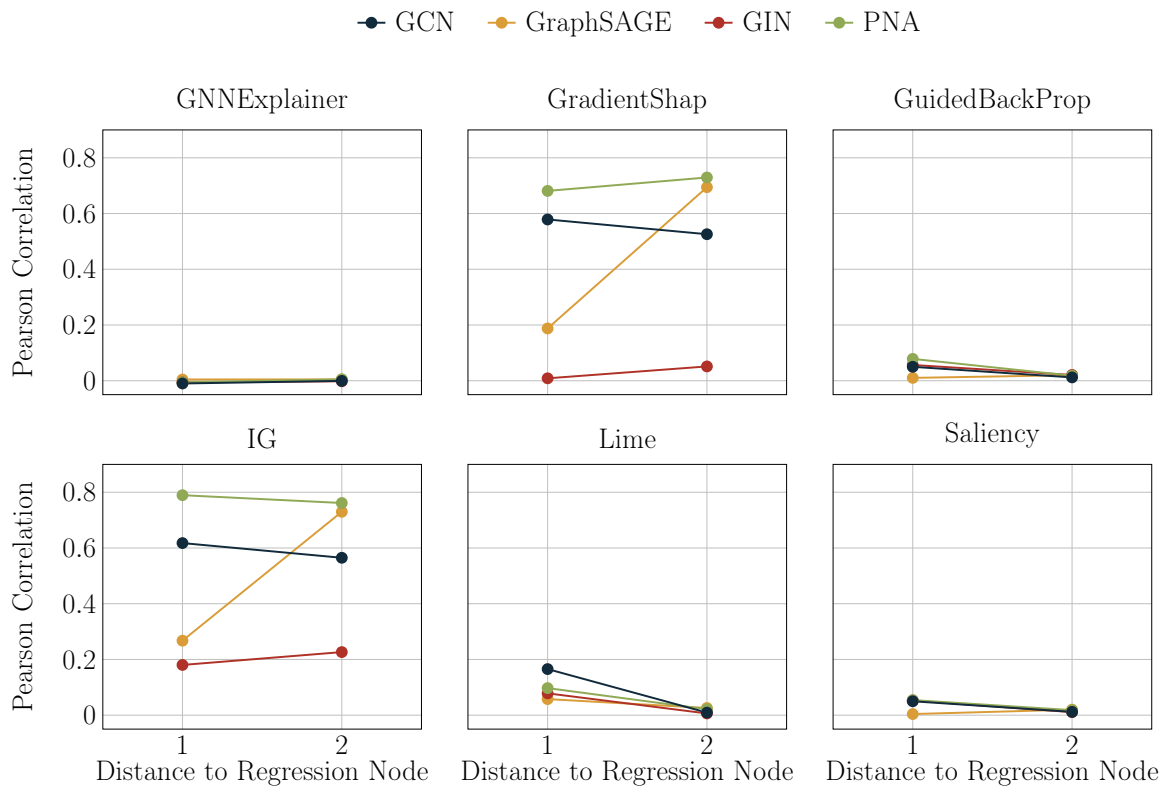 GCN GraphSAGE GIN PNA
GNNExplainer GradientShap GuidedBackProp
Pearson Correlation
0.8
0.6
0.4
0.2
0
IG Lime Saliency
Pearson Correlation
0.8
0.6
0.4
0.2
0
1 2 1 2 1 2
Distance to Regression Node Distance to Regression Node Distance to Regression Node